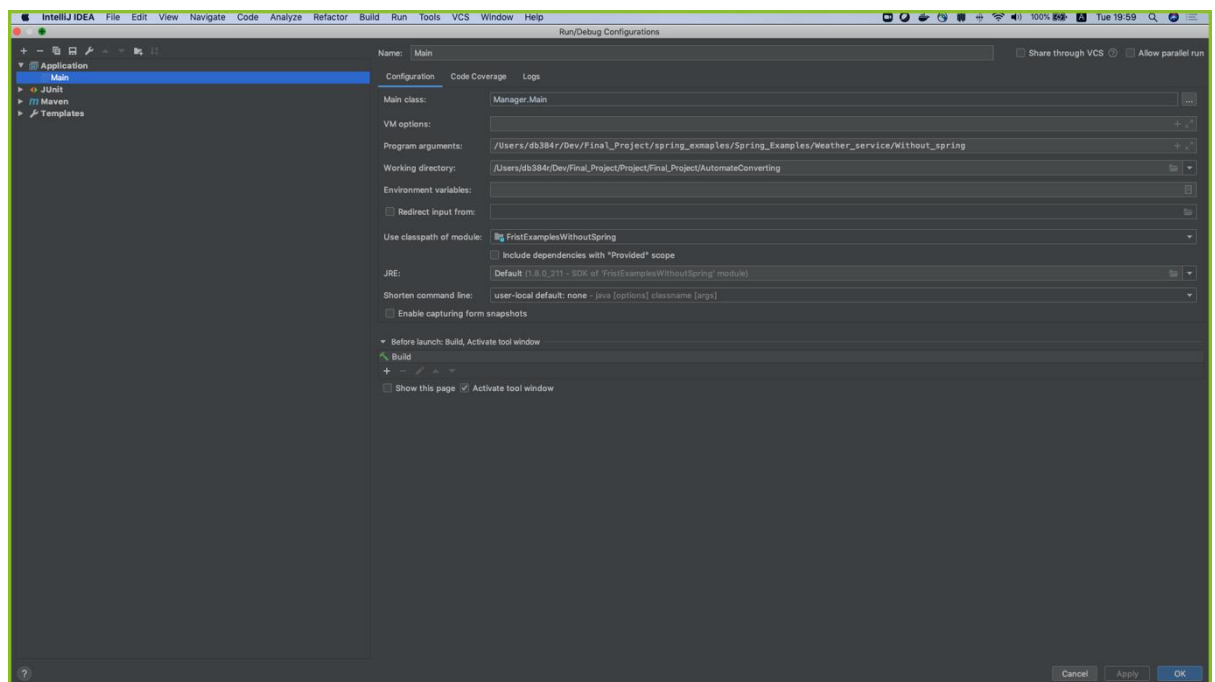 IntelliJ IDEA File Edit View Navigate Code Analyze Refactor Build Run Tools VCS Window Help 100% Tue 19:59
Run/Debug Configurations
Name: Main Share through VCS Allow parallel run
Application
Main
JUnit
Maven
Templates
Configuration Code Coverage Logs
Main class: Manager.Main
VM options:
Program arguments: /Users/db384r/Dev/Final_Project/spring_exmaples/Spring_Examples/Weather_service/Without_spring
Working directory: /Users/db384r/Dev/Final_Project/Project/Final_Project/AutomateConverting
Environment variables:
Redirect input from:
Use classpath of module: FristExamplesWithoutSpring
Include dependencies with "Provided" scope
JRE: Default (1.8.0_211 - SDK of 'FristExamplesWithoutSpring' module)
Shorten command line: user-local default: none - java [options] classname [args]
Enable capturing form snapshots
Before launch: Build, Activate tool window
Build
Show this page Activate tool window
? Cancel Apply OK